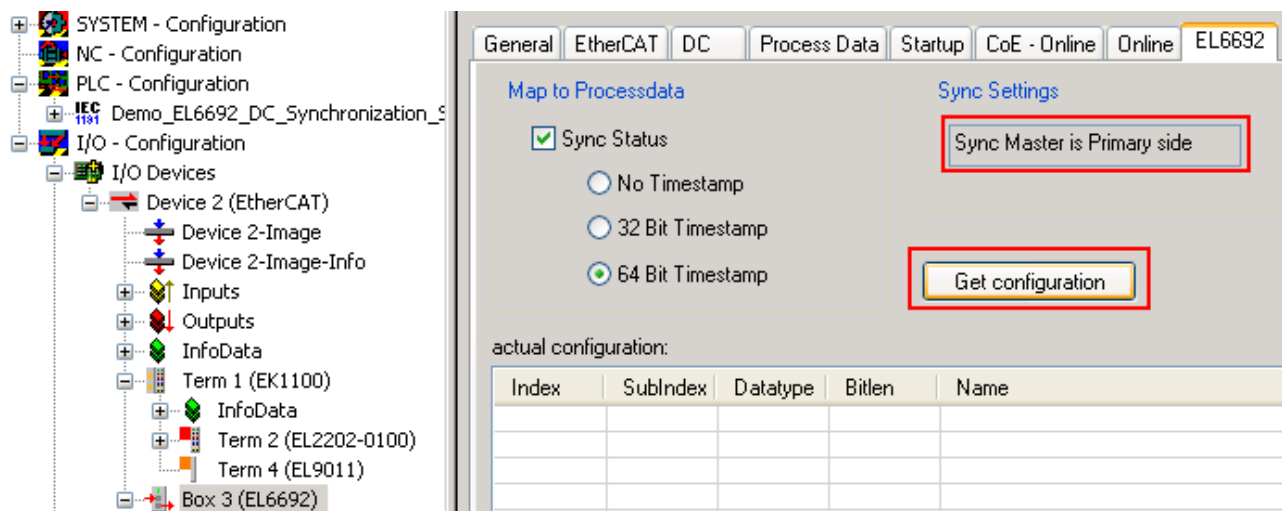 SYSTEM - Configuration
NC - Configuration
PLC - Configuration
IEC 1131 Demo_EL6692_DC_Synchronization_S
I/O - Configuration
I/O Devices
Device 2 (EtherCAT)
Device 2-Image
Device 2-Image-Info
Inputs
Outputs
InfoData
Term 1 (EK1100)
InfoData
Term 2 (EL2202-0100)
Term 4 (EL9011)
Box 3 (EL6692)
General EtherCAT DC Process Data Startup CoE - Online Online EL6692
Map to Processdata
Sync Status
No Timestamp
32 Bit Timestamp
64 Bit Timestamp
Sync Settings
Sync Master is Primary side
Get configuration
actual configuration:
Index SubIndex Datatype Bitlen Name